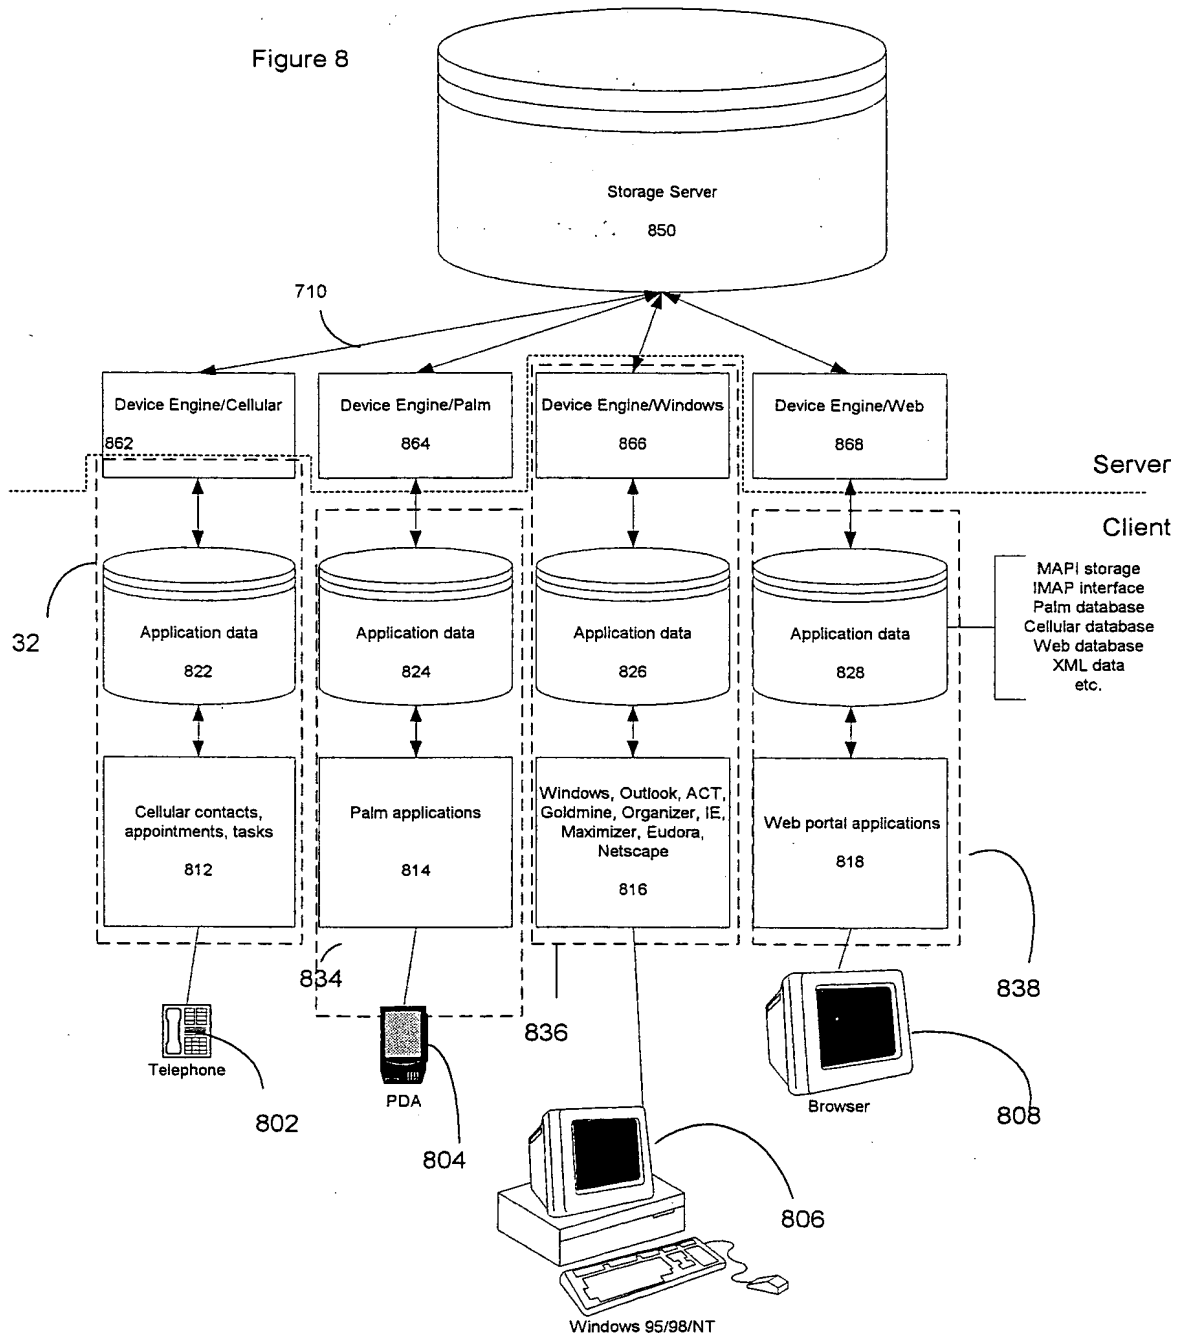 Figure 8
Storage Server
850
710
Device Engine/Cellular
862
Device Engine/Palm
864
Device Engine/Windows
866
Device Engine/Web
868
Server
Client
32
Application data
822
Application data
824
Application data
826
Application data
828
MAPI storage
IMAP interface
Palm database
Cellular database
Web database
XML data
etc.
Cellular contacts,
appointments, tasks
812
Palm applications
814
Windows, Outlook, ACT,
Goldmine, Organizer, IE,
Maximizer, Eudora,
Netscape
816
Web portal applications
818
834
836
838
Telephone
802
PDA
804
Browser
808
806
Windows 95/98/NT